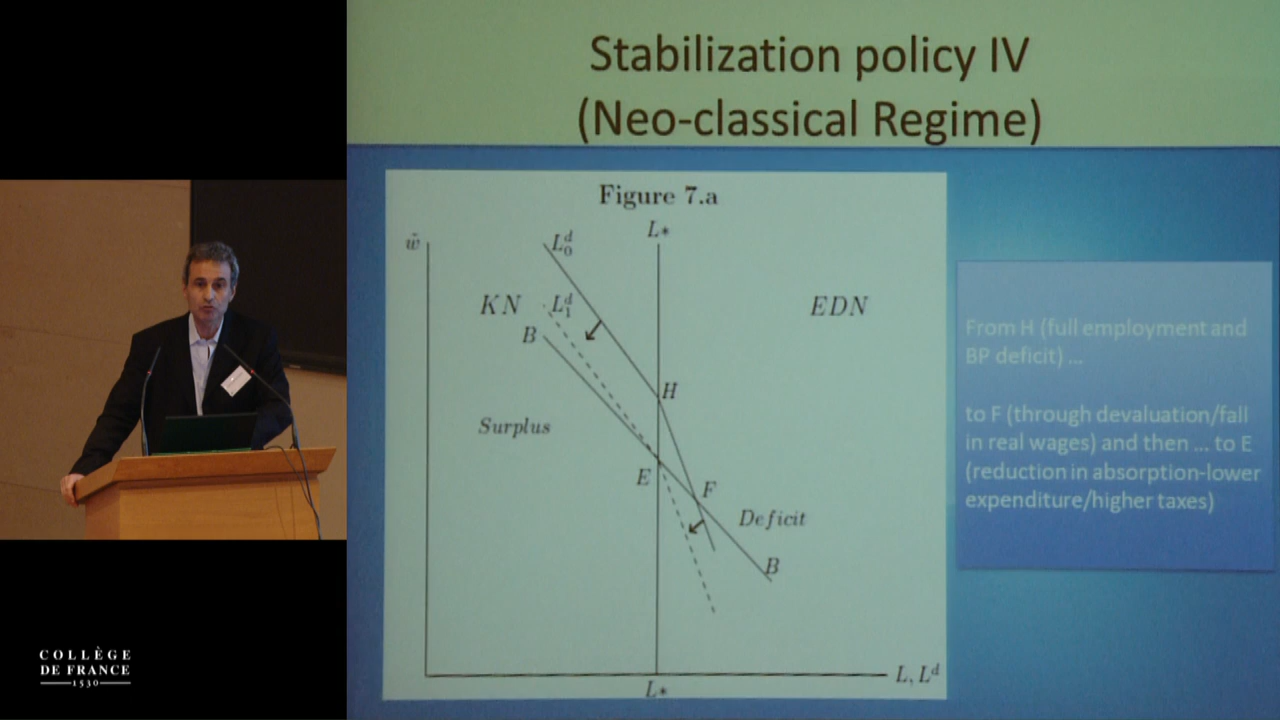 Stabilization policy IV
(Neo-classical Regime)
Figure 7.a
L*
w̃
L₀ᵈ
KN
L₁ᵈ
EDN
B
H
Surplus
E
F
Deficit
B
L, Lᵈ
L*
From H (full employment and
BP deficit) ...
to F (through devaluation/fall
in real wages) and then ... to E
(reduction in absorption-lower
expenditure/higher taxes)
COLLÈGE
DE FRANCE
1530